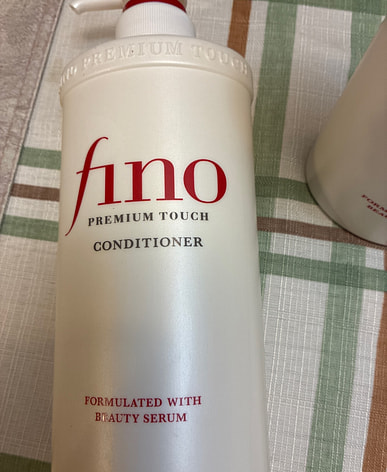 PREMIUM TOUCH
fino
PREMIUM TOUCH
CONDITIONER
FORMULATED WITH
BEAUTY SERUM